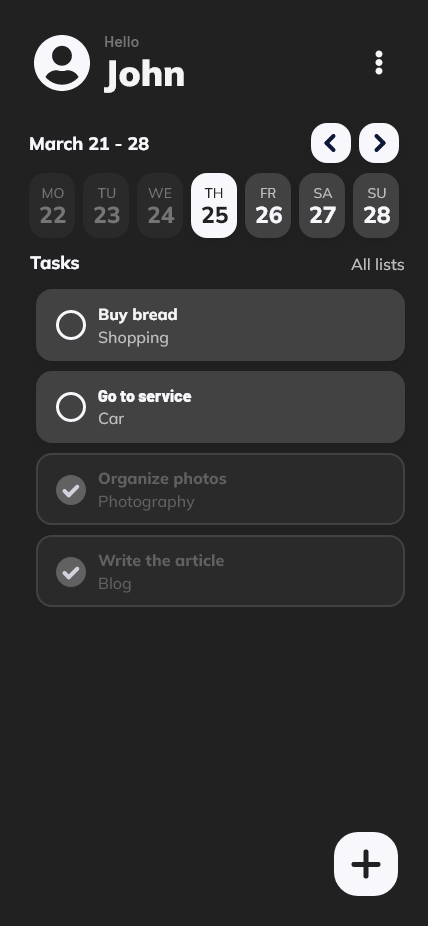 Hello
John
March 21 - 28
MO TU WE TH FR SA SU
22 23 24 25 26 27 28
Tasks All lists
Buy bread
Shopping
Go to service
Car
Organize photos
Photography
Write the article
Blog